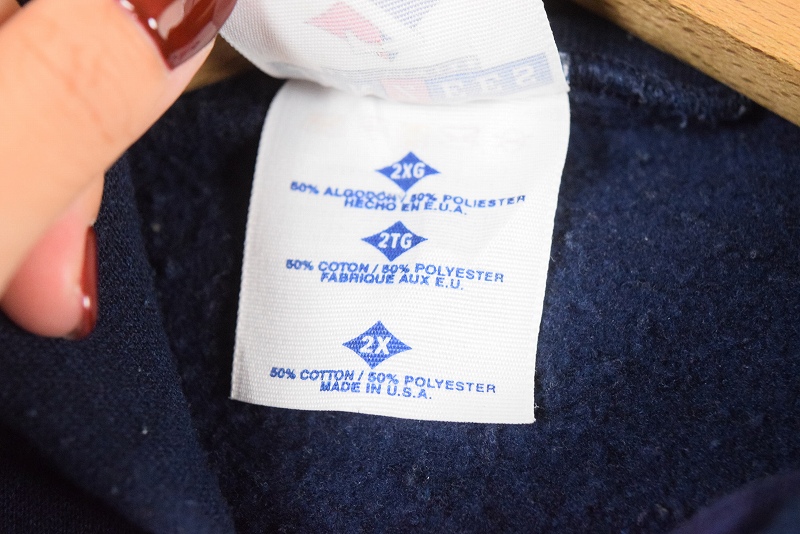 2XG
50% ALGODON / 50% POLIESTER
HECHO EN E.U.A.
2TG
50% COTON / 50% POLYESTER
FABRIQUE AUX E.U.
2X
50% COTTON / 50% POLYESTER
MADE IN U.S.A.